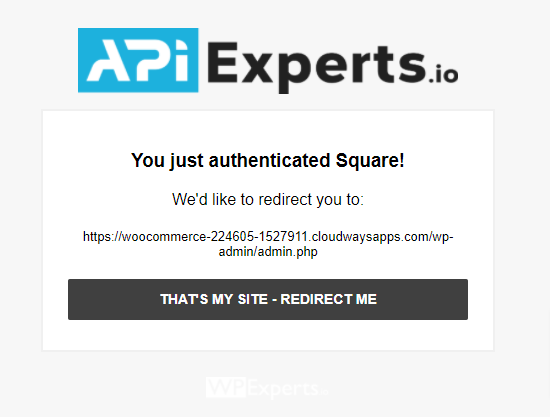 APi Experts.io
You just authenticated Square!
We'd like to redirect you to:
https://woocommerce-224605-1527911.cloudwaysapps.com/wp-
admin/admin.php
THAT'S MY SITE - REDIRECT ME
WPExperts.io